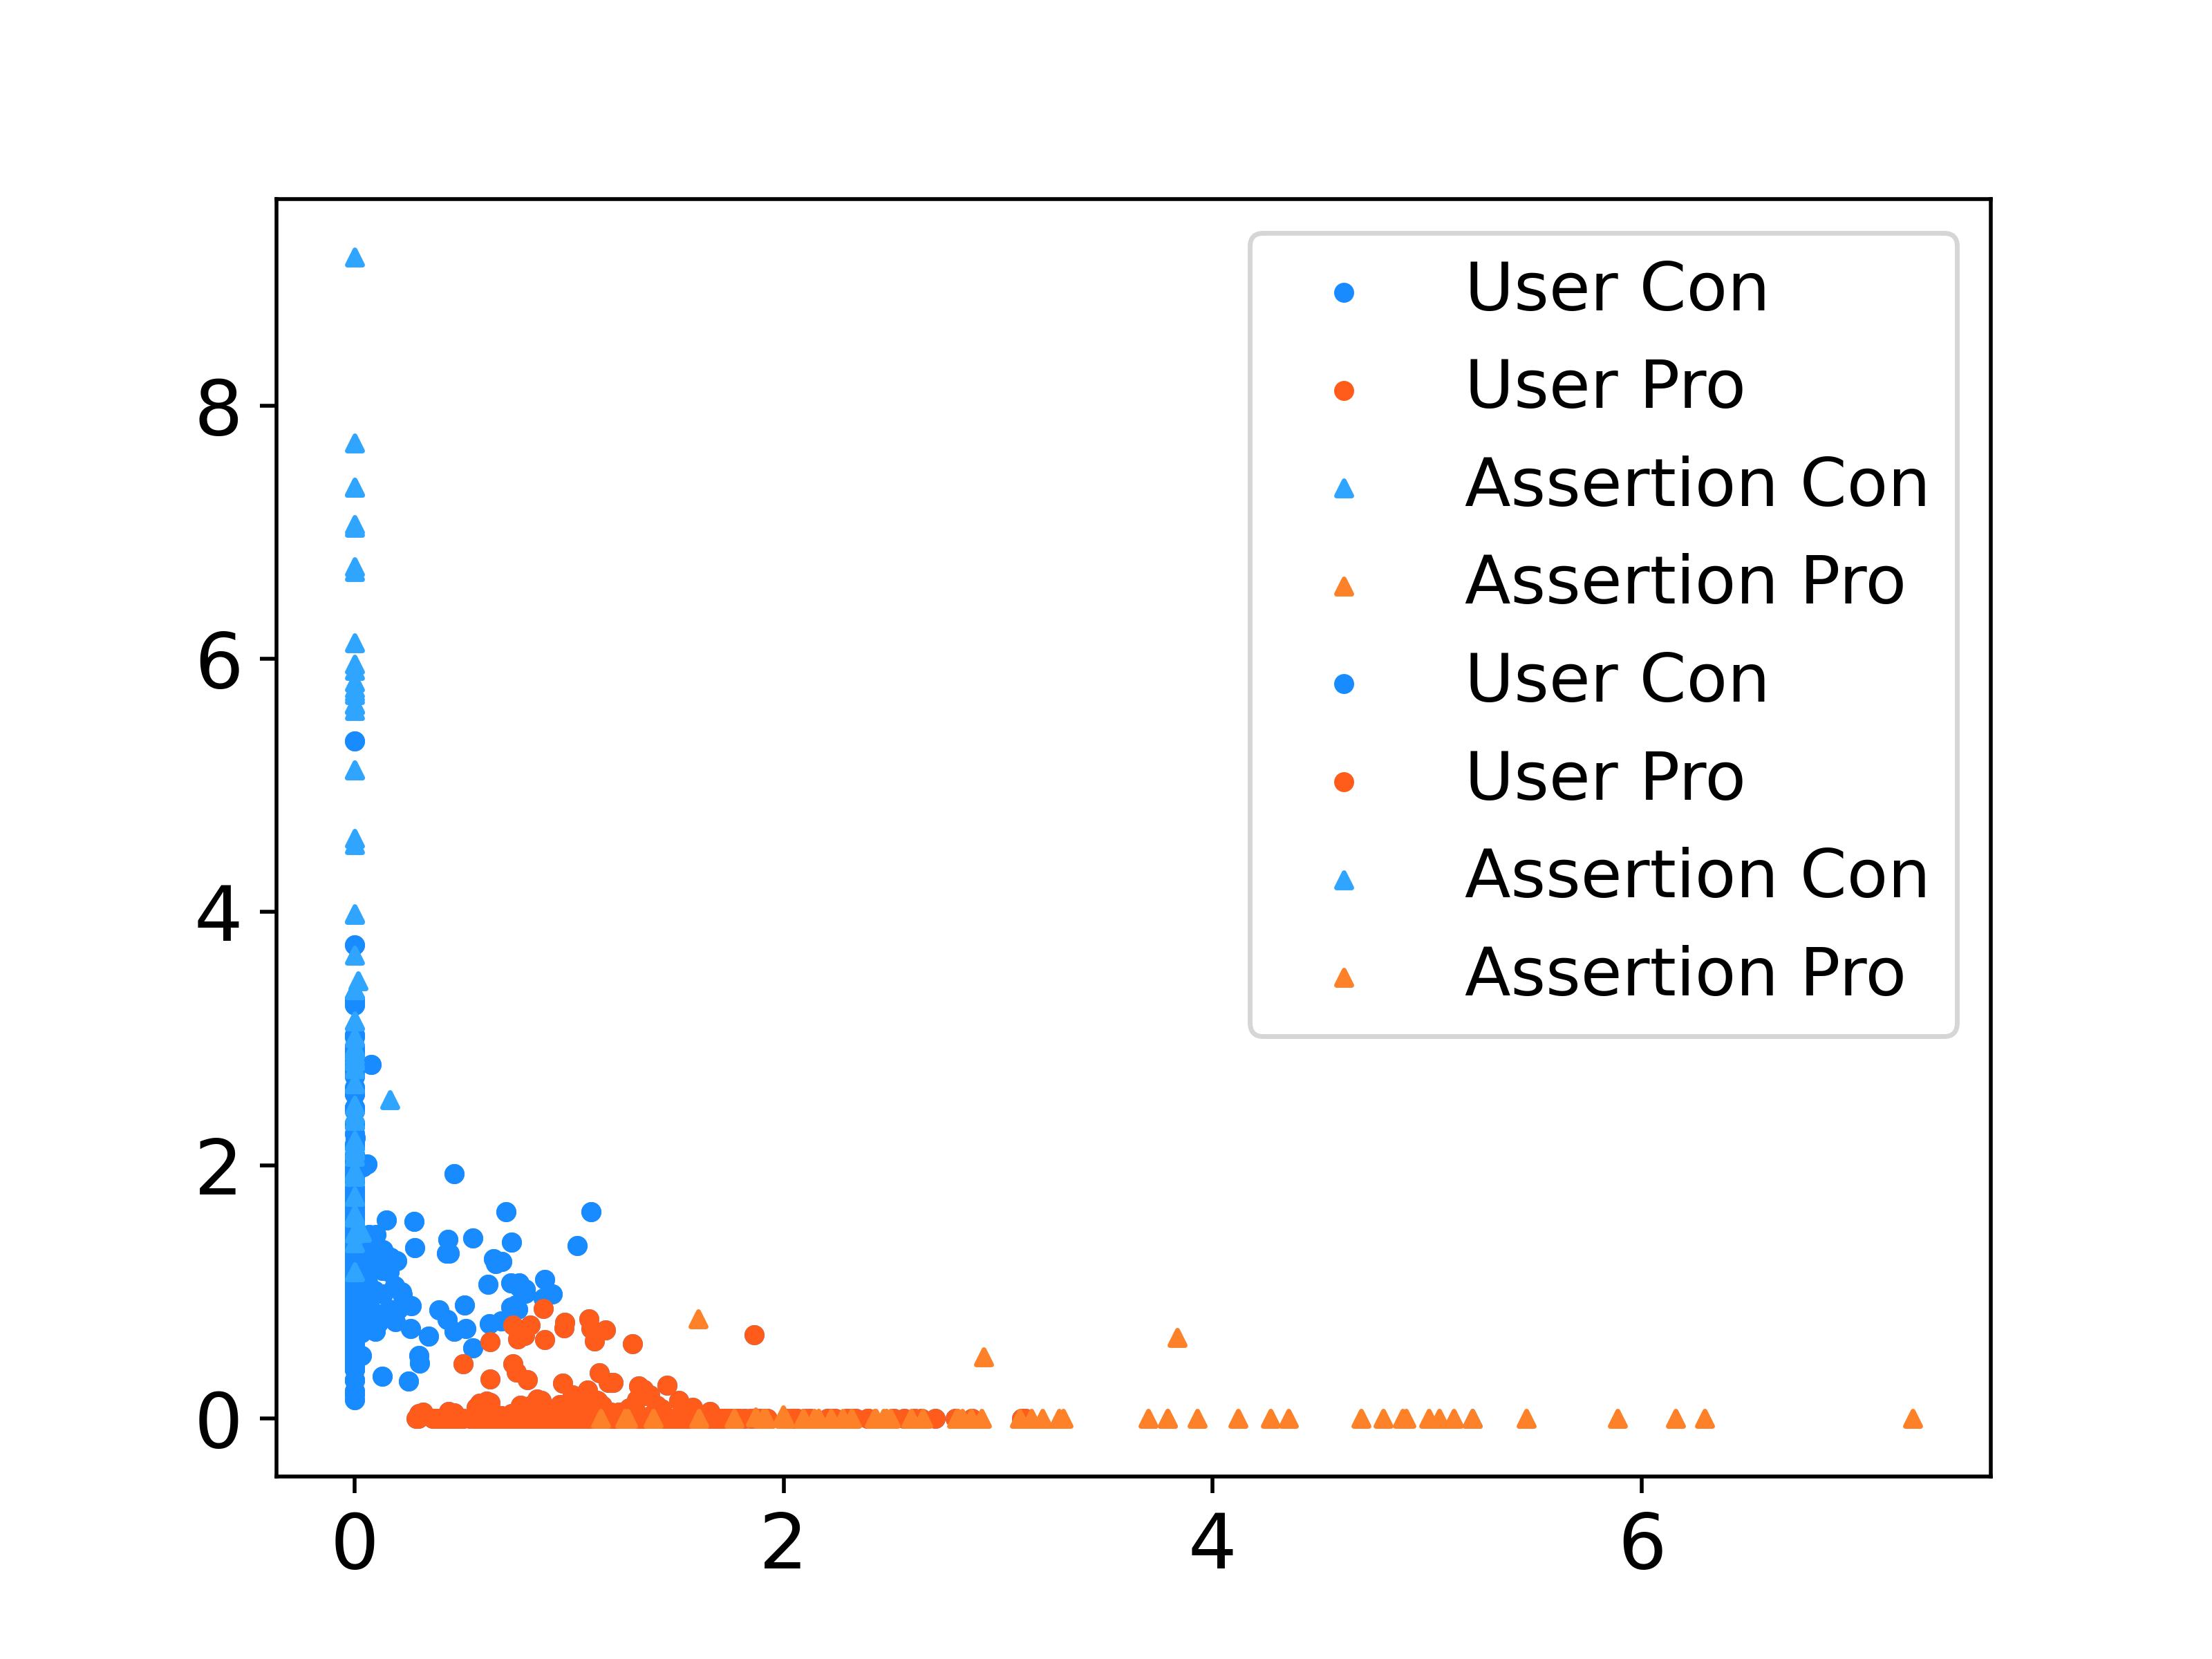 User Con
User Pro
Assertion Con
Assertion Pro
User Con
User Pro
Assertion Con
Assertion Pro
8
6
4
2
0
0 2 4 6